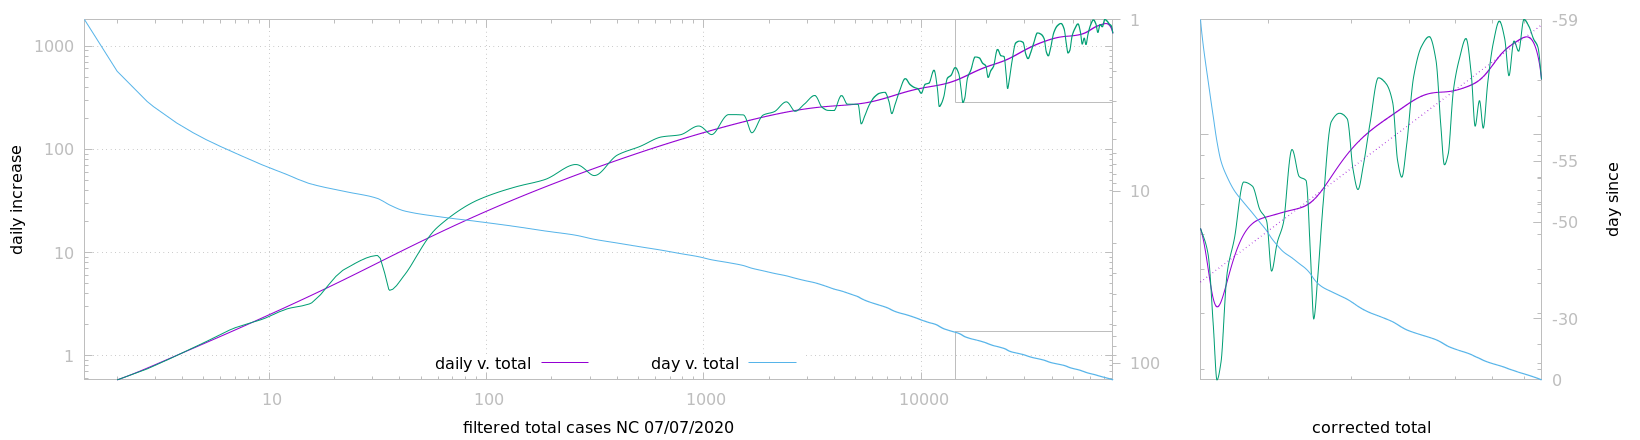 daily increase
1000
100
10
1
10
100
1000
10000
filtered total cases NC 07/07/2020
daily v. total
day v. total
1
10
100
-59
-55
-50
-30
0
day since
corrected total